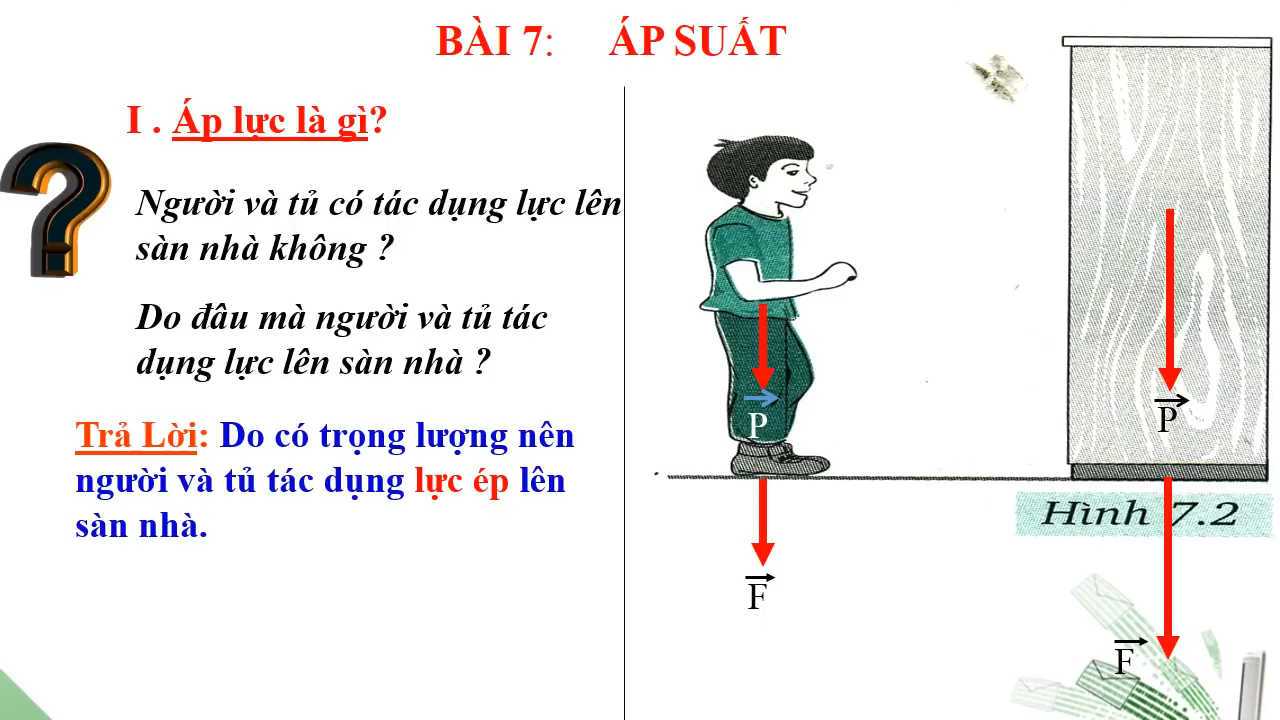 BÀI 7: ÁP SUẤT
I . Áp lực là gì?
Người và tủ có tác dụng lực lên
sàn nhà không ?
Do đâu mà người và tủ tác
dụng lực lên sàn nhà ?
Trả Lời: Do có trọng lượng nên
người và tủ tác dụng lực ép lên
sàn nhà.
P
P
Hình 7.2
F
F